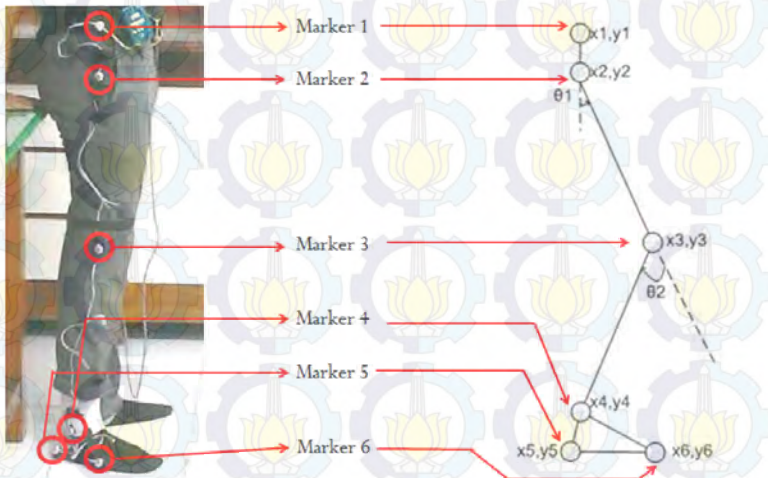 Marker 1
x1,y1
Marker 2
x2,y2
θ1
Marker 3
x3,y3
θ2
Marker 4
x4,y4
Marker 5
x5,y5
Marker 6
x6,y6